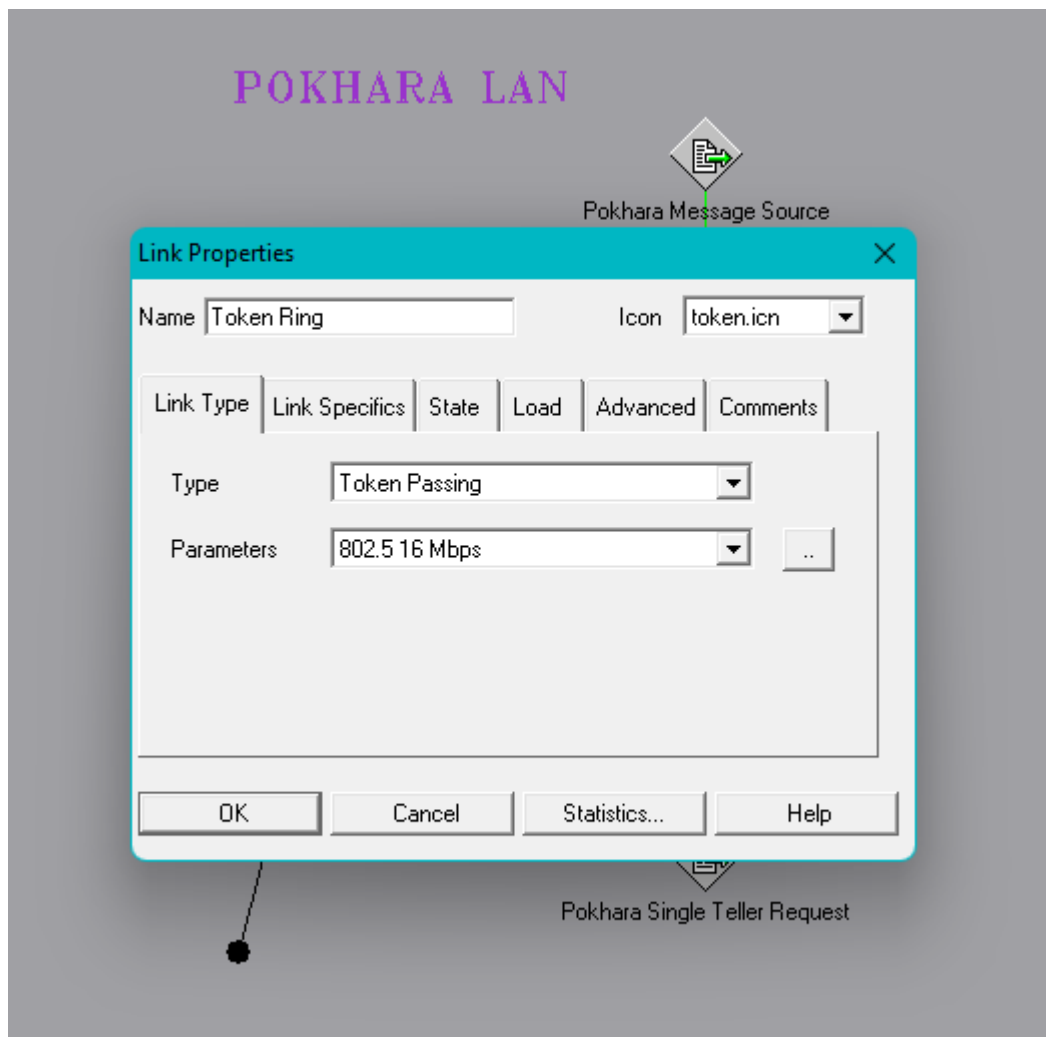 POKHARA LAN
Pokhara Message Source
Link Properties
Name Token Ring Icon token.icn
Link Type Link Specifics State Load Advanced Comments
Type Token Passing
Parameters 802.5 16 Mbps ..
OK Cancel Statistics... Help
Pokhara Single Teller Request